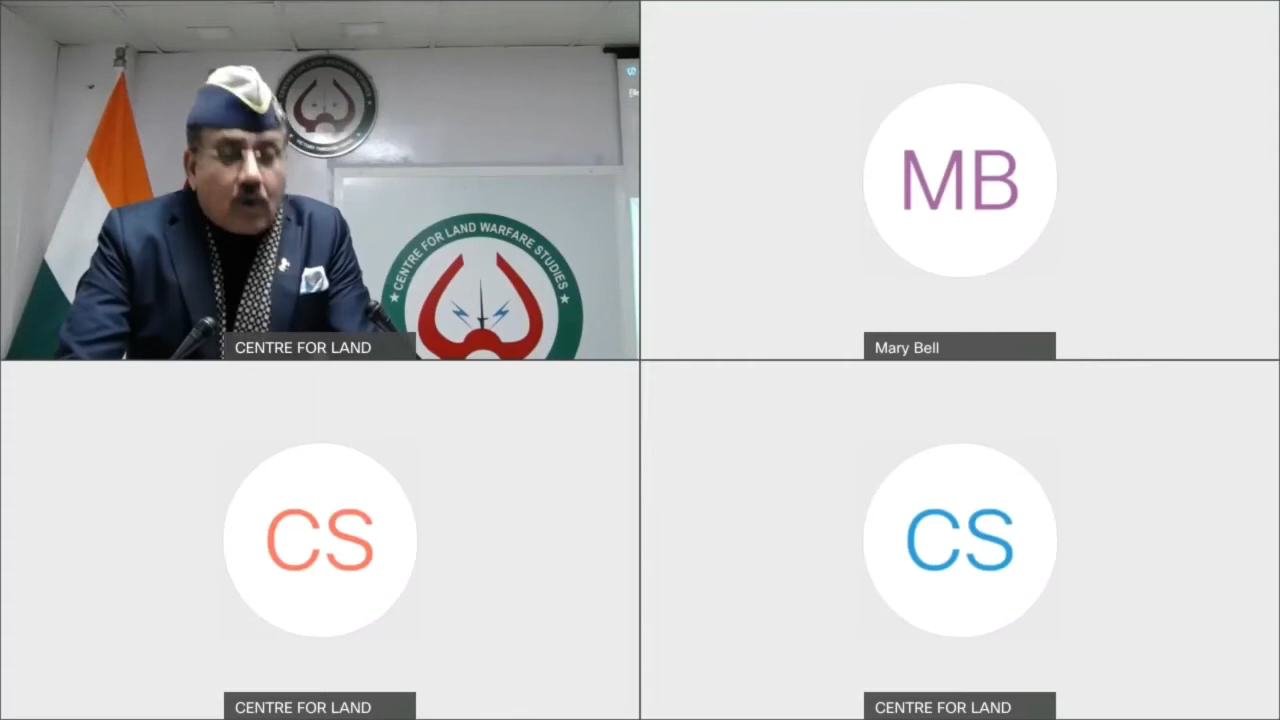 CENTRE FOR LAND WARFARE STUDIES
CENTRE FOR LAND
MB
Mary Bell
CS
CENTRE FOR LAND
CS
CENTRE FOR LAND